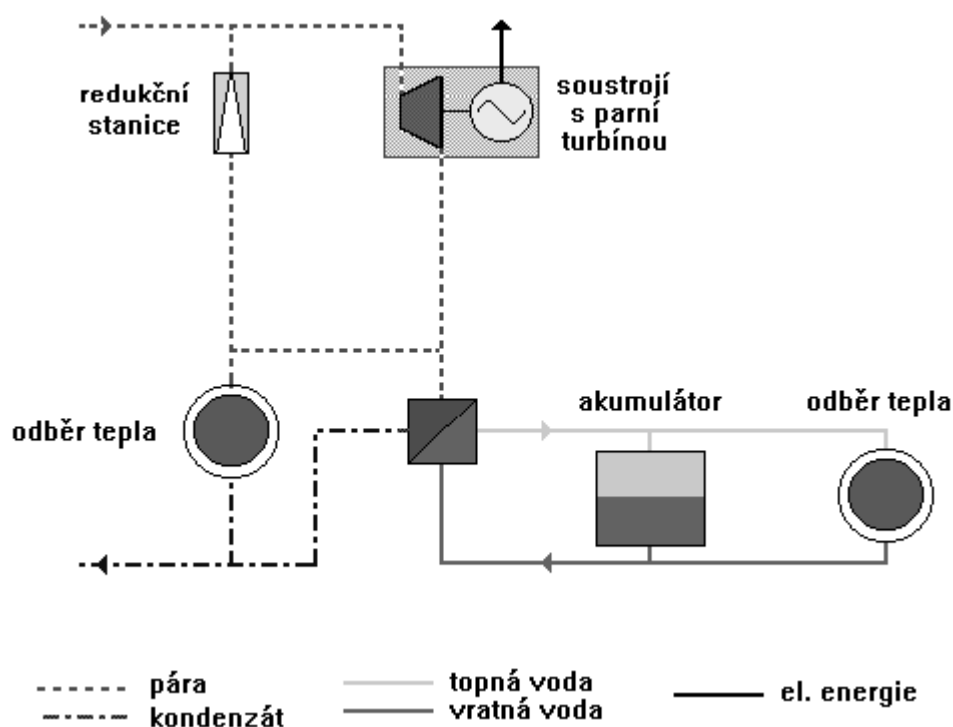 redukční
stanice
soustrojí
s parní
turbínou
odběr tepla
akumulátor
odběr tepla
pára
kondenzát
topná voda
vratná voda
el. energie